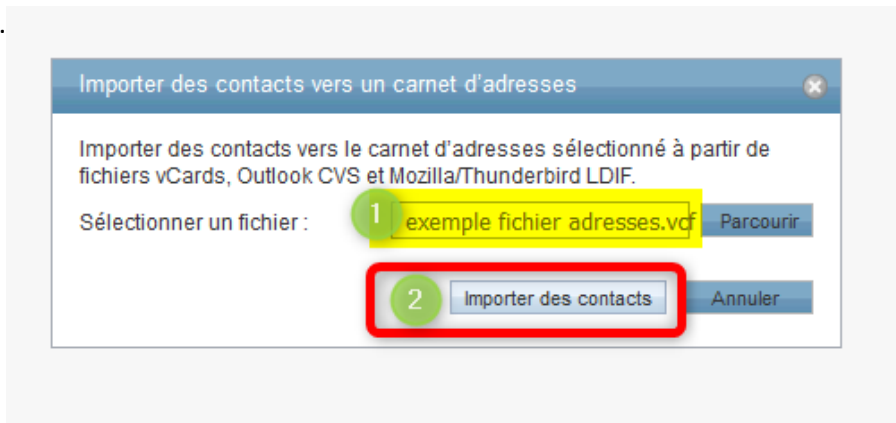 .
Importer des contacts vers un carnet d'adresses
Importer des contacts vers le carnet d'adresses sélectionné à partir de
fichiers vCards, Outlook CVS et Mozilla/Thunderbird LDIF.
Sélectionner un fichier : 1 exemple fichier adresses.vcf Parcourir
2 Importer des contacts Annuler